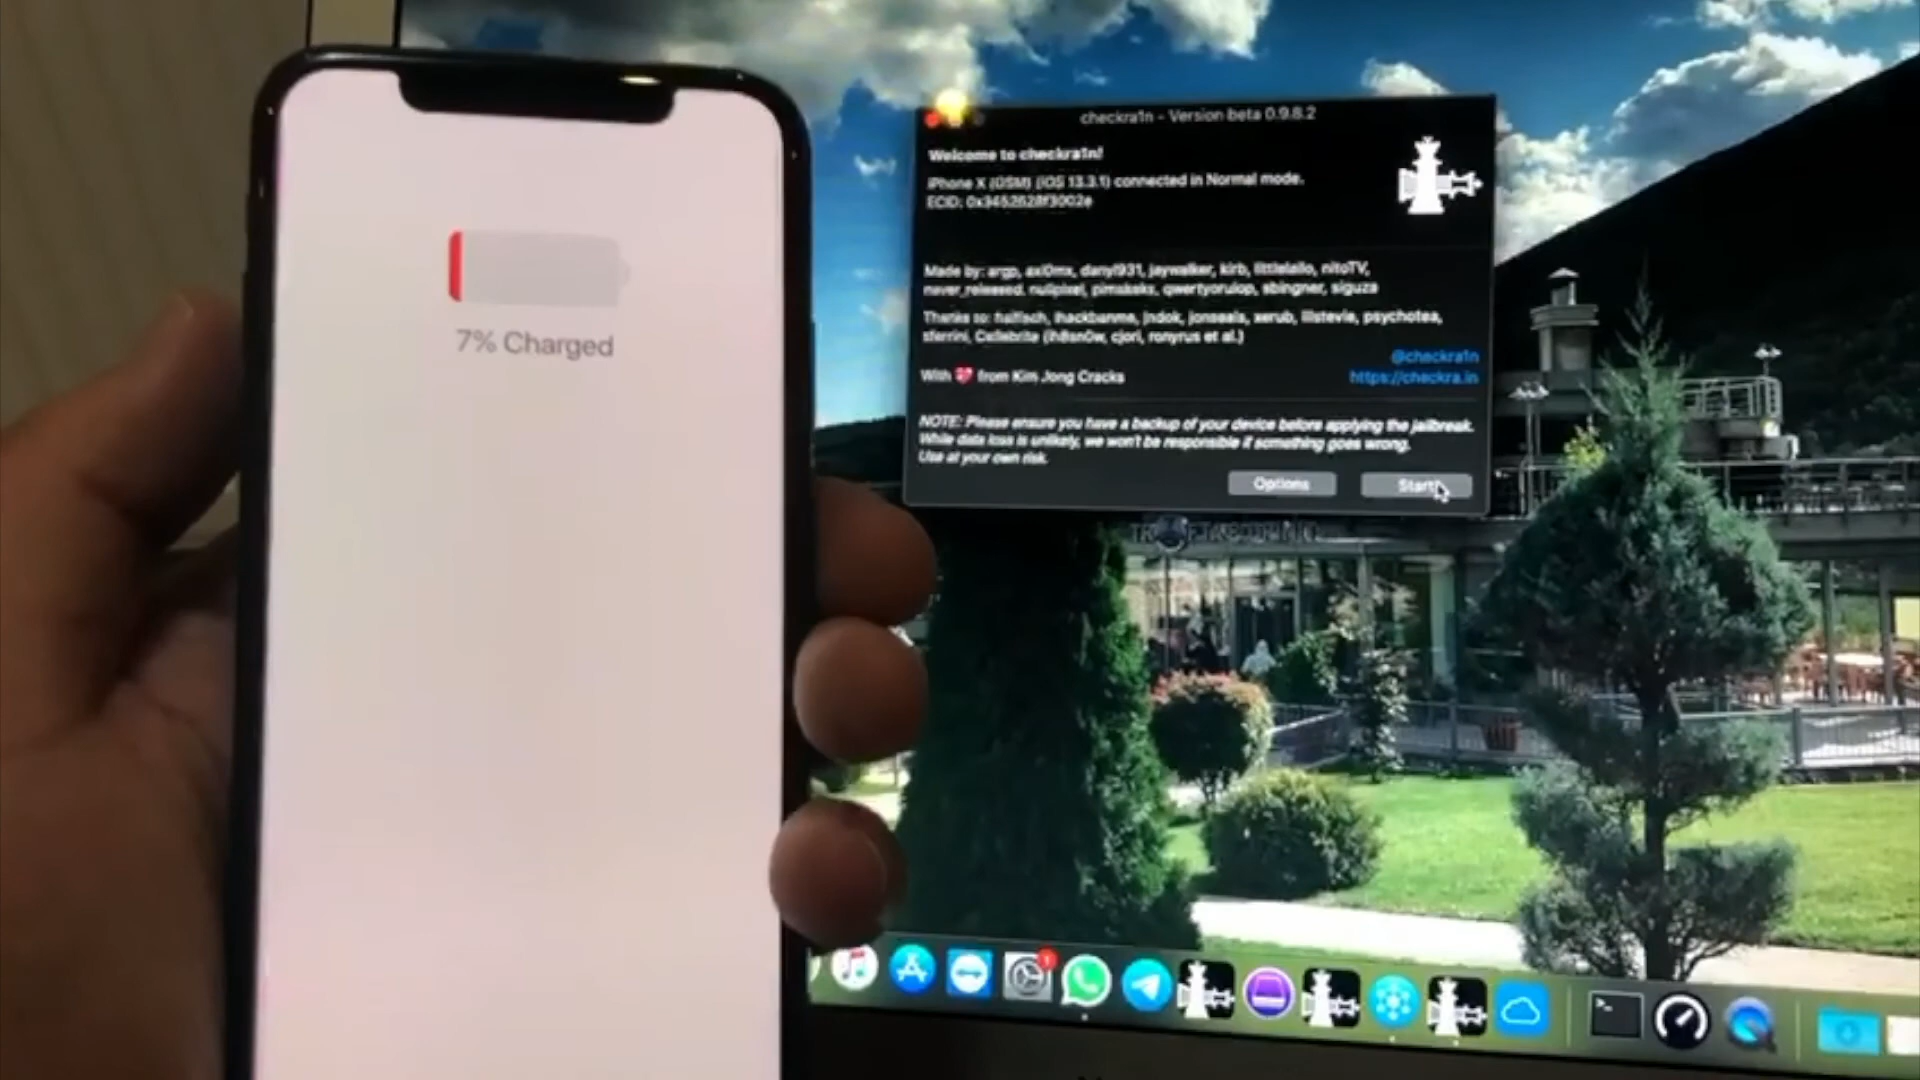 7% Charged
checkra1n - Version beta 0.9.8.2
Welcome to checkra1n!
iPhone X (GSM) (iOS 13.3.1) connected in Normal mode.
ECID: 0x3452628f3002e
Made by: argp, axi0mx, danyl931, jaywalker, kirb, littlelailo, nitoTV,
never_released, nullpixel, pimskeks, qwertyoruiop, sbingner, siguza
Thanks to: haifisch, ihackbanme, jndok, jonseals, xerub, lilstevie, psychotea,
sferrini, Cellebrite (ih8sn0w, cjori, ronyrus et al.)
@checkra1n
With 💖 from Kim Jong Cracks
https://checkra.in
NOTE: Please ensure you have a backup of your device before applying the jailbreak.
While data loss is unlikely, we won't be responsible if something goes wrong.
Use at your own risk.
Options
Start
1